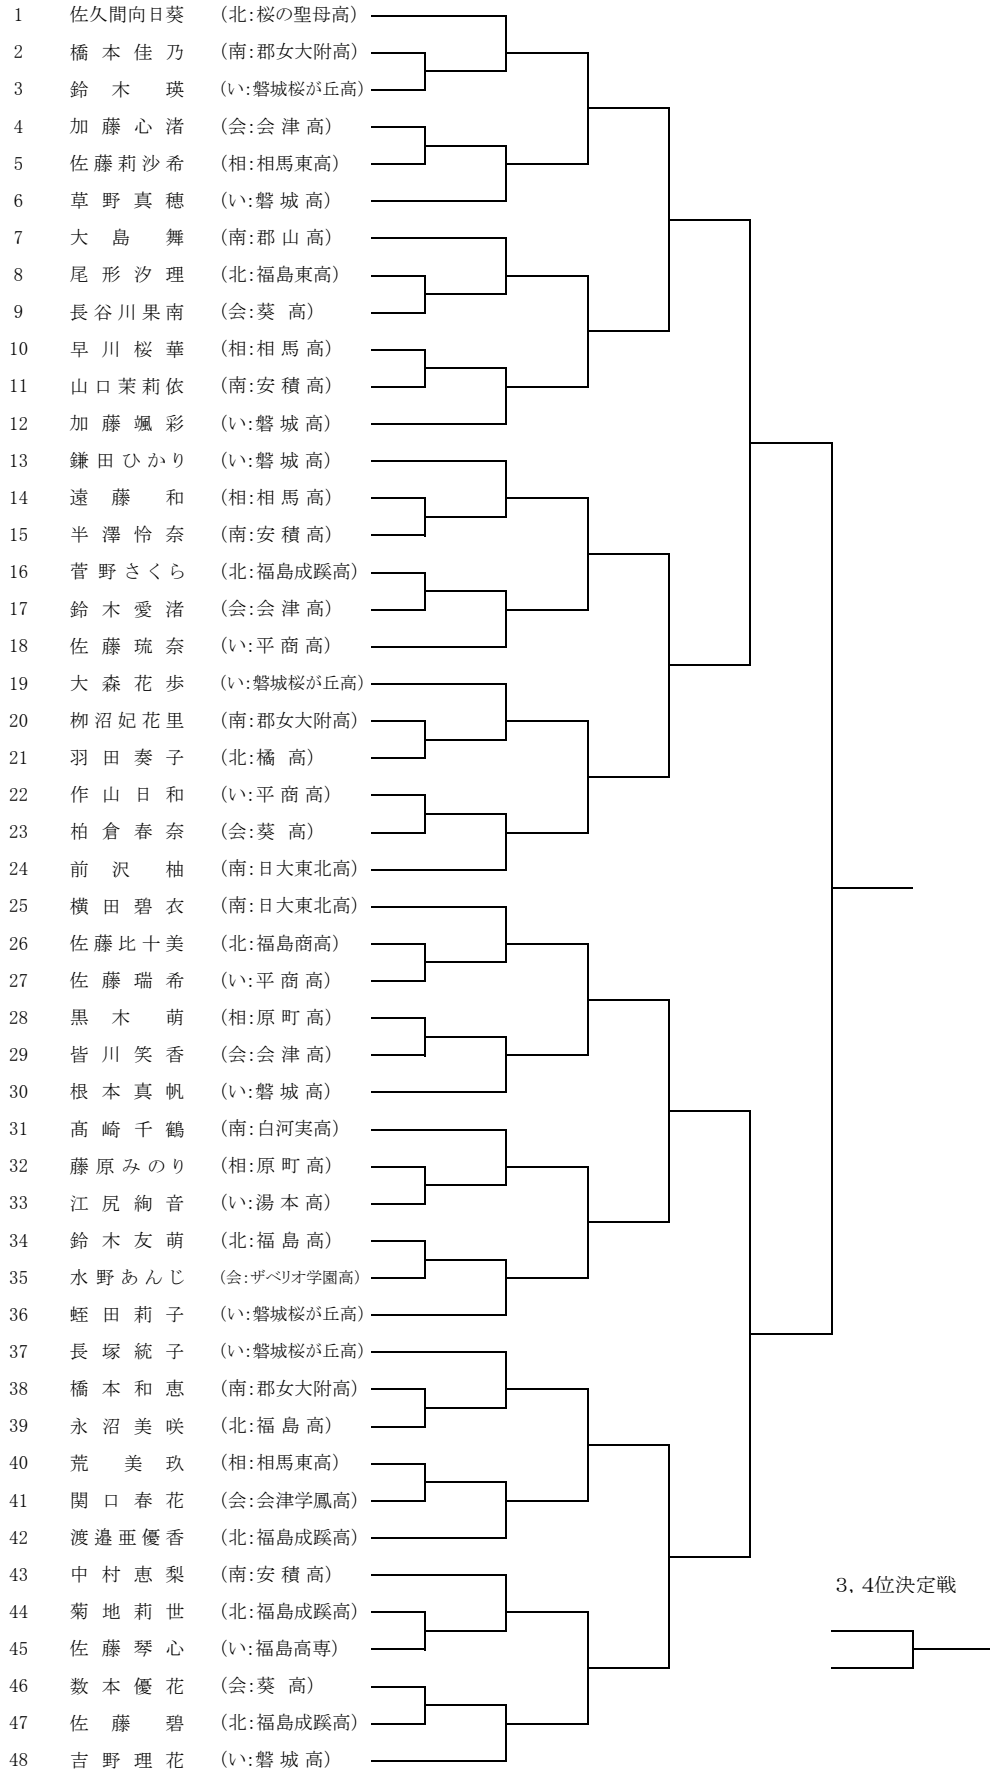 1 佐久間向日葵 (北:桜の聖母高)
2 橋本佳乃 (南:郡女大附高)
3 鈴木瑛 (い:磐城桜が丘高)
4 加藤心渚 (会:会津高)
5 佐藤莉沙希 (相:相馬東高)
6 草野真穂 (い:磐城高)
7 大島舞 (南:郡山高)
8 尾形汐理 (北:福島東高)
9 長谷川果南 (会:葵高)
10 早川桜華 (相:相馬高)
11 山口茉莉依 (南:安積高)
12 加藤颯彩 (い:磐城高)
13 鎌田ひかり (い:磐城高)
14 遠藤和 (相:相馬高)
15 半澤怜奈 (南:安積高)
16 菅野さくら (北:福島成蹊高)
17 鈴木愛渚 (会:会津高)
18 佐藤琉奈 (い:平商高)
19 大森花歩 (い:磐城桜が丘高)
20 栁沼妃花里 (南:郡女大附高)
21 羽田奏子 (北:橘高)
22 作山日和 (い:平商高)
23 柏倉春奈 (会:葵高)
24 前沢柚 (南:日大東北高)
25 横田碧衣 (南:日大東北高)
26 佐藤比十美 (北:福島商高)
27 佐藤瑞希 (い:平商高)
28 黒木萌 (相:原町高)
29 皆川笑香 (会:会津高)
30 根本真帆 (い:磐城高)
31 髙崎千鶴 (南:白河実高)
32 藤原みのり (相:原町高)
33 江尻絢音 (い:湯本高)
34 鈴木友萌 (北:福島高)
35 水野あんじ (会:ザベリオ学園高)
36 蛭田莉子 (い:磐城桜が丘高)
37 長塚統子 (い:磐城桜が丘高)
38 橋本和恵 (南:郡女大附高)
39 永沼美咲 (北:福島高)
40 荒美玖 (相:相馬東高)
41 関口春花 (会:会津学鳳高)
42 渡邉亜優香 (北:福島成蹊高)
43 中村恵梨 (南:安積高)
44 菊地莉世 (北:福島成蹊高)
45 佐藤琴心 (い:福島高専)
46 数本優花 (会:葵高)
47 佐藤碧 (北:福島成蹊高)
48 吉野理花 (い:磐城高)
3, 4位決定戦